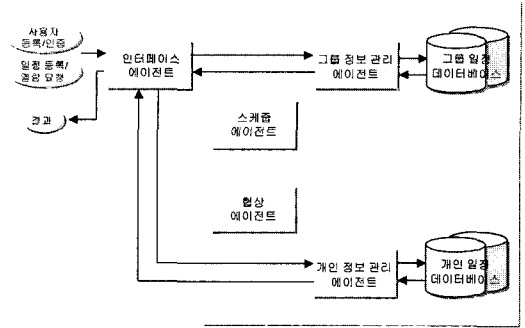 사용자
등록/인증
일정 등록/
열람 요청
결과
인터페이스
에이전트
그룹 정보 관리
에이전트
그룹 일정
데이터베이스
스케줄
에이전트
협상
에이전트
개인 정보 관리
에이전트
개인 일정
데이터베이스